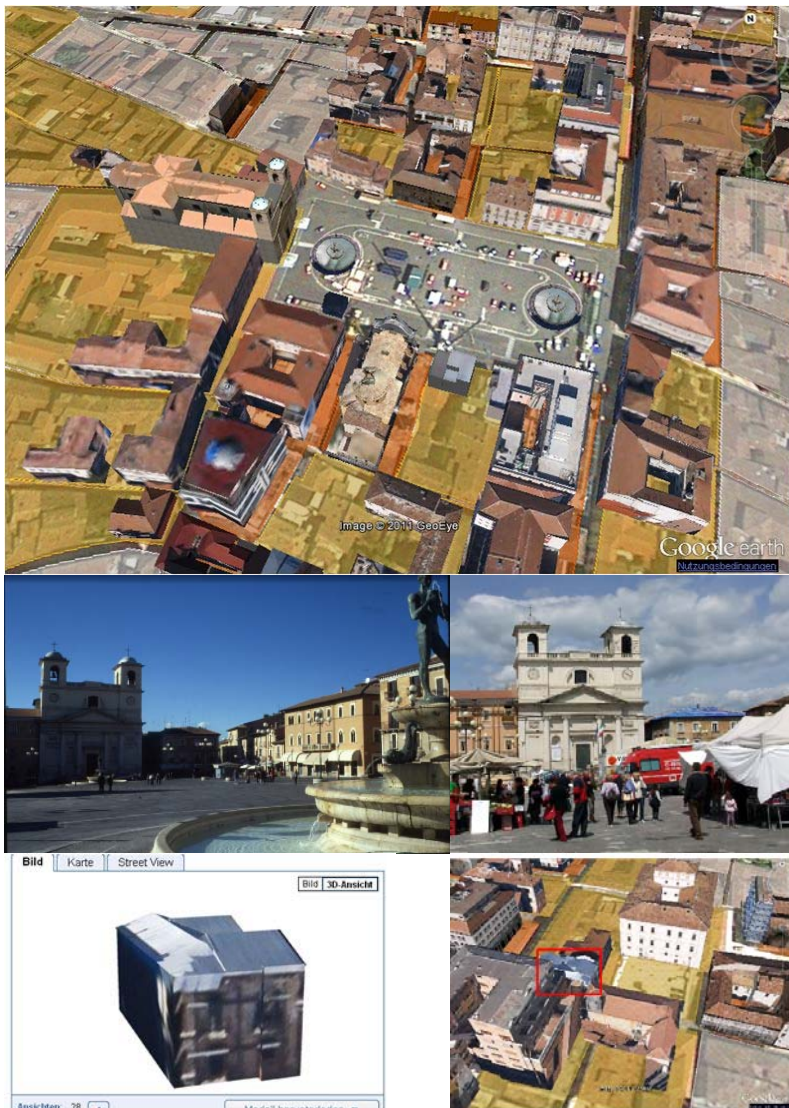 N
Image © 2011 GeoEye
Google earth
Nutzungsbedingungen
Bild
Karte
Street View
Bild
3D-Ansicht
Ansichten: 28